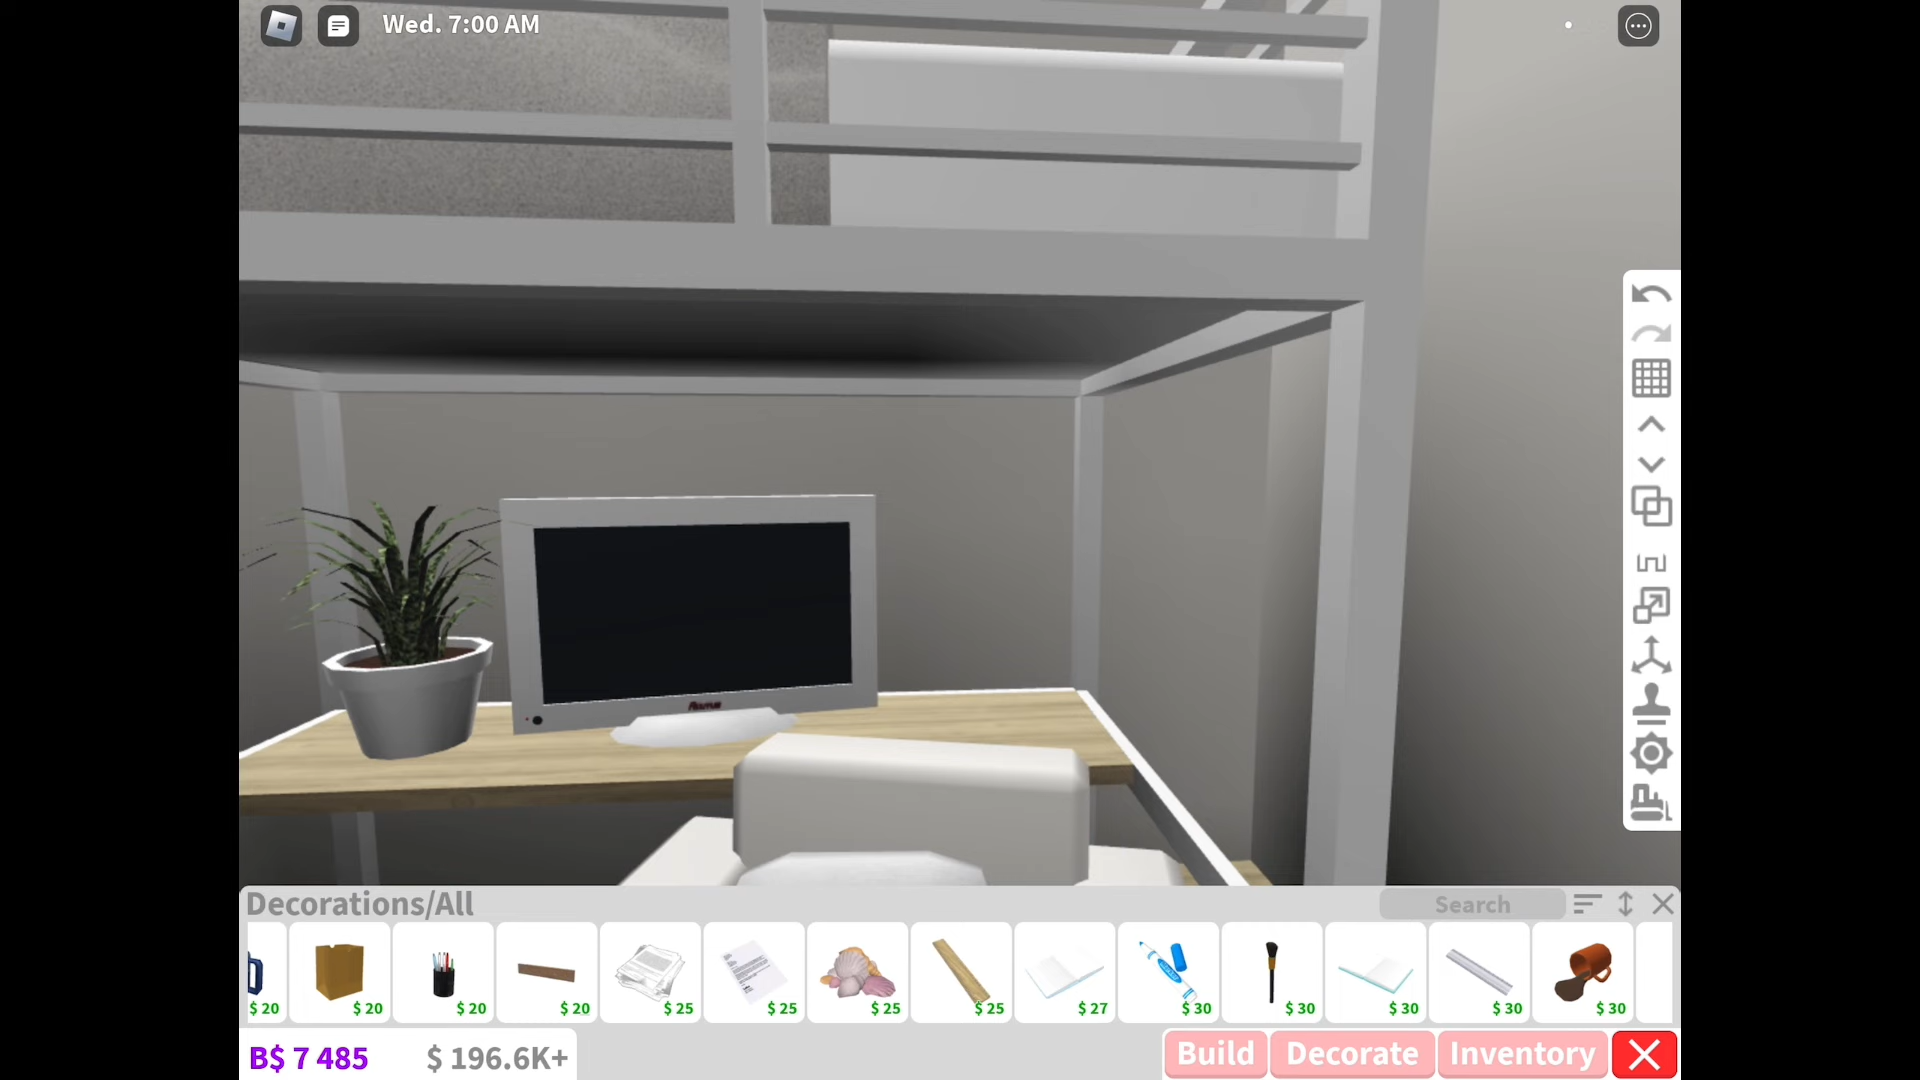 Wed. 7:00 AM
Decorations/All
Search
$ 20
$ 20
$ 20
$ 20
$ 25
$ 25
$ 25
$ 25
$ 27
$ 30
$ 30
$ 30
$ 30
$ 30
B$ 7 485
$ 196.6K+
Build
Decorate
Inventory